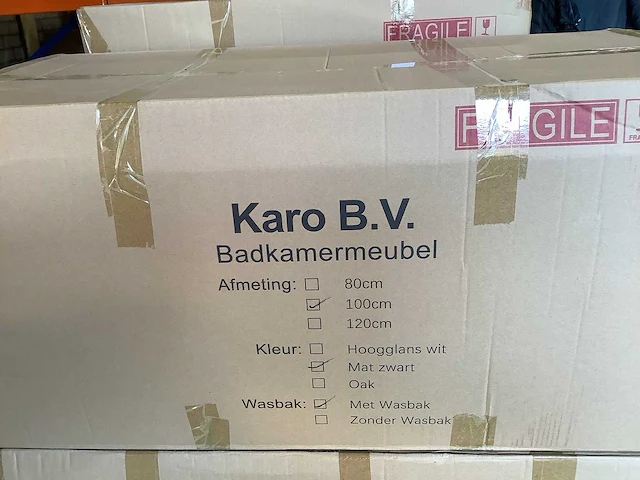 FRAGILE
FRAGILE
Karo B.V.
Badkamermeubel
Afmeting: 80cm
100cm
120cm
Kleur: Hoogglans wit
Mat zwart
Oak
Wasbak: Met Wasbak
Zonder Wasbak